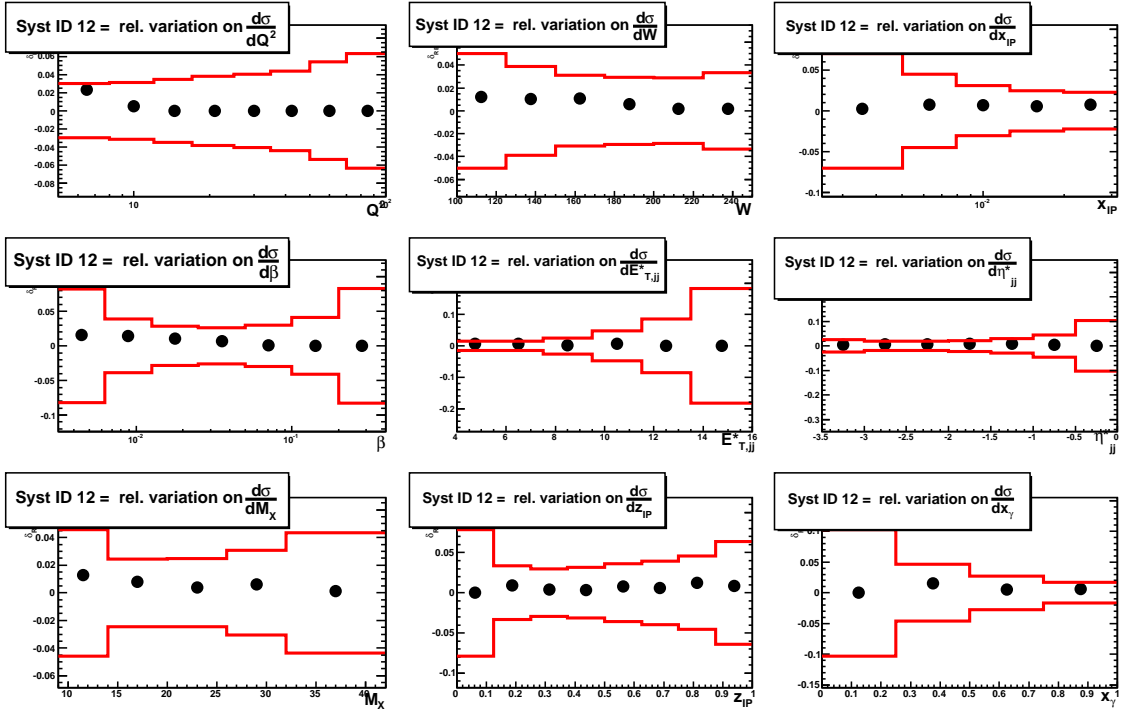 Syst ID 12 = rel. variation on dσ/dQ²
0.06
0.04
0.02
0
-0.02
-0.04
-0.06
-0.08
10
10²
Q²
Syst ID 12 = rel. variation on dσ/dW
0.04
0.02
0
-0.02
-0.04
-0.06
100 120 140 160 180 200 220 240
W
Syst ID 12 = rel. variation on dσ/dx_IP
0.05
0
-0.05
-0.1
10⁻²
x_IP
Syst ID 12 = rel. variation on dσ/dβ
0.05
0
-0.05
-0.1
10⁻² 10⁻¹
β
Syst ID 12 = rel. variation on dσ/dE*_T,jj
0.1
0
-0.1
-0.2
4 6 8 10 12 14 16
E*_T,jj
Syst ID 12 = rel. variation on dσ/dη*_jj
0.1
0
-0.1
-0.2
-0.3
-3.5 -3 -2.5 -2 -1.5 -1 -0.5 0
η*_jj
Syst ID 12 = rel. variation on dσ/dM_X
0.04
0.02
0
-0.02
-0.04
-0.06
10 15 20 25 30 35 40
M_X
Syst ID 12 = rel. variation on dσ/dz_IP
0.05
0
-0.05
-0.1
0 0.1 0.2 0.3 0.4 0.5 0.6 0.7 0.8 0.9 1
z_IP
Syst ID 12 = rel. variation on dσ/dx_γ
0.05
0
-0.05
-0.1
-0.15
0 0.1 0.2 0.3 0.4 0.5 0.6 0.7 0.8 0.9 1
x_γ